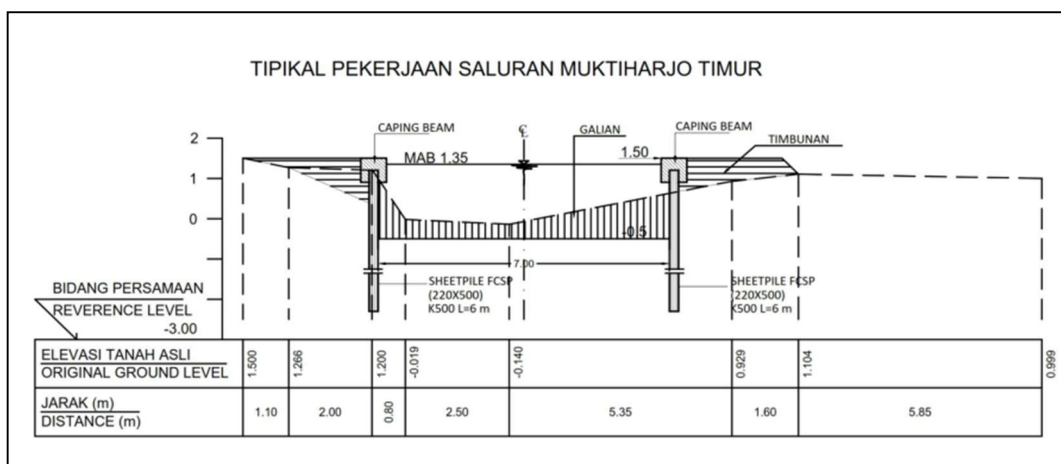 TIPIKAL PEKERJAAN SALURAN MUKTIHARJO TIMUR
CAPING BEAM
℄
GALIAN
CAPING BEAM
TIMBUNAN
2
MAB 1.35
1.50
1
0
-0.5
7.00
SHEETPILE FCSP
(220X500)
K500 L=6 m
SHEETPILE FCSP
(220X500)
K500 L=6 m
BIDANG PERSAMAAN
REVERENCE LEVEL
-3.00
ELEVASI TANAH ASLI
ORIGINAL GROUND LEVEL
1.500
1.266
1.200
-0.019
-0.140
0.929
1.104
0.999
JARAK (m)
DISTANCE (m)
1.10
2.00
0.80
2.50
5.35
1.60
5.85